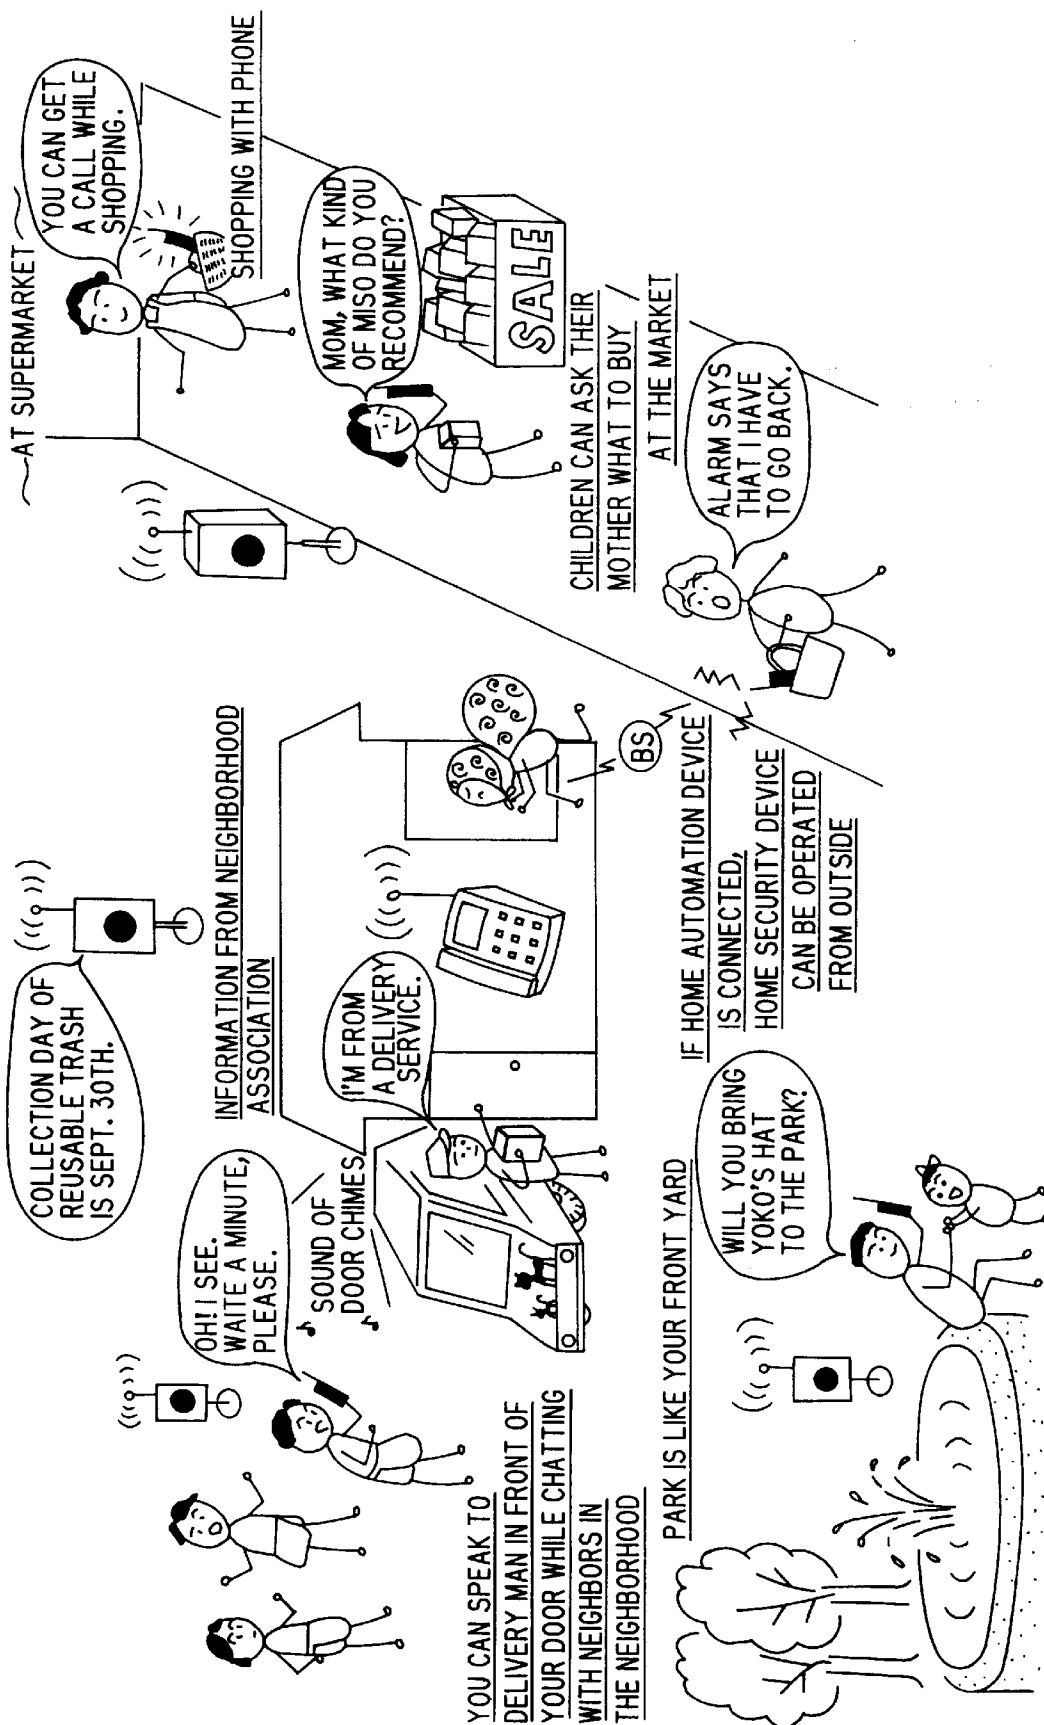 COLLECTION DAY OF
REUSABLE TRASH
IS SEPT. 30TH.
INFORMATION FROM NEIGHBORHOOD
ASSOCIATION
~AT SUPERMARKET~
YOU CAN GET
A CALL WHILE
SHOPPING.
SHOPPING WITH PHONE
OH! I SEE.
WAITE A MINUTE,
PLEASE.
SOUND OF
DOOR CHIMES
I'M FROM
A DELIVERY
SERVICE.
MOM, WHAT KIND
OF MISO DO YOU
RECOMMEND?
SALE
CHILDREN CAN ASK THEIR
MOTHER WHAT TO BUY
AT THE MARKET
YOU CAN SPEAK TO
DELIVERY MAN IN FRONT OF
YOUR DOOR WHILE CHATTING
WITH NEIGHBORS IN
THE NEIGHBORHOOD
BS
ALARM SAYS
THAT I HAVE
TO GO BACK.
IF HOME AUTOMATION DEVICE
IS CONNECTED,
HOME SECURITY DEVICE
CAN BE OPERATED
FROM OUTSIDE
PARK IS LIKE YOUR FRONT YARD
WILL YOU BRING
YOKO'S HAT
TO THE PARK?